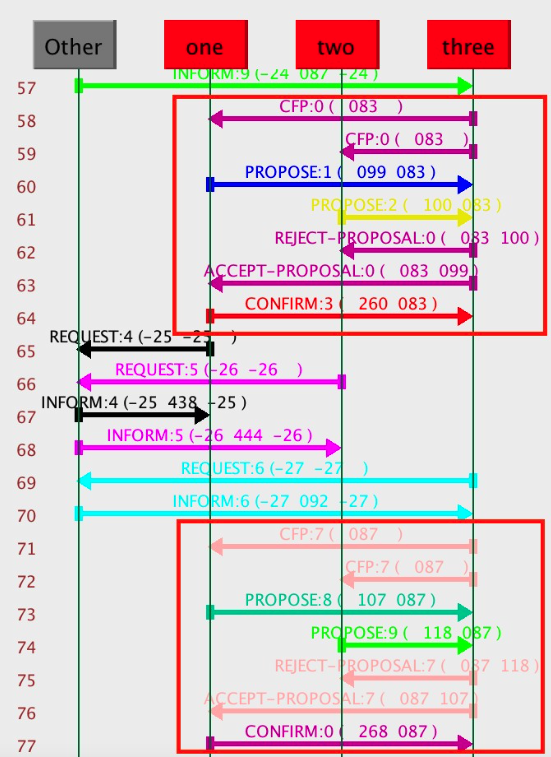 Other one two three
57 INFORM:9 (-24 087 -24 )
58 CFP:0 ( 083 )
59 CFP:0 ( 083 )
60 PROPOSE:1 ( 099 083 )
61 PROPOSE:2 ( 100 083 )
62 REJECT-PROPOSAL:0 ( 083 100 )
63 ACCEPT-PROPOSAL:0 ( 083 099 )
64 CONFIRM:3 ( 260 083 )
65 REQUEST:4 (-25 -25 )
66 REQUEST:5 (-26 -26 )
67 INFORM:4 (-25 438 -25 )
68 INFORM:5 (-26 444 -26 )
69 REQUEST:6 (-27 -27 )
70 INFORM:6 (-27 092 -27 )
71 CFP:7 ( 087 )
72 CFP:7 ( 087 )
73 PROPOSE:8 ( 107 087 )
74 PROPOSE:9 ( 118 087 )
75 REJECT-PROPOSAL:7 ( 087 118 )
76 ACCEPT-PROPOSAL:7 ( 087 107 )
77 CONFIRM:0 ( 268 087 )